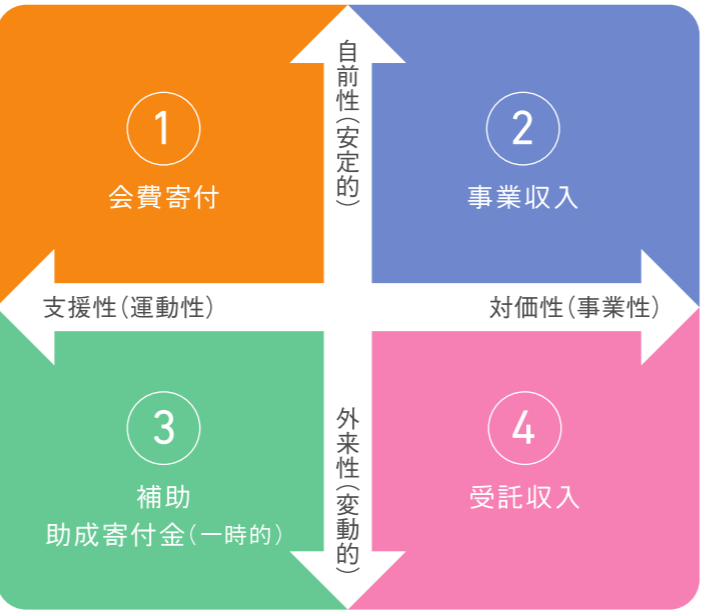 自前性(安定的)
1
会費寄付
2
事業収入
支援性(運動性)
対価性(事業性)
3
補助
助成寄付金(一時的)
4
受託収入
外来性(変動的)